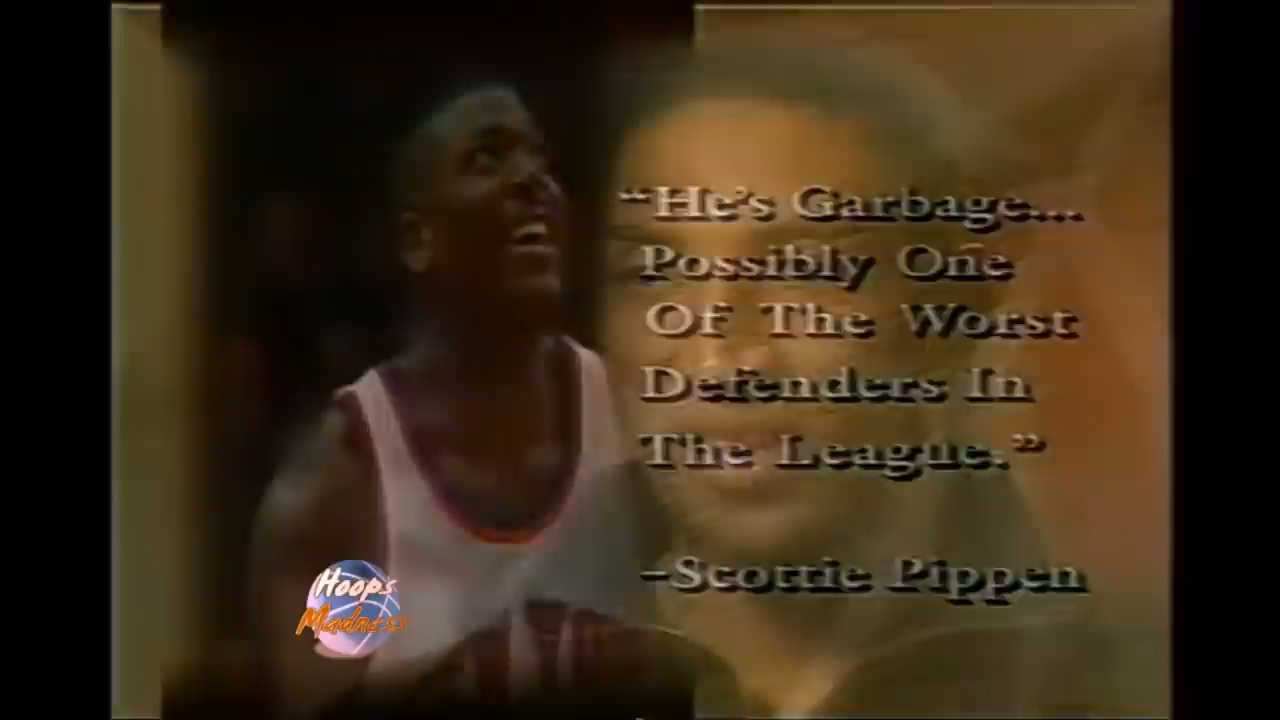 “He's Garbage...
Possibly One
Of The Worst
Defenders In
The League.”
-Scottie Pippen
Hoops
Madness